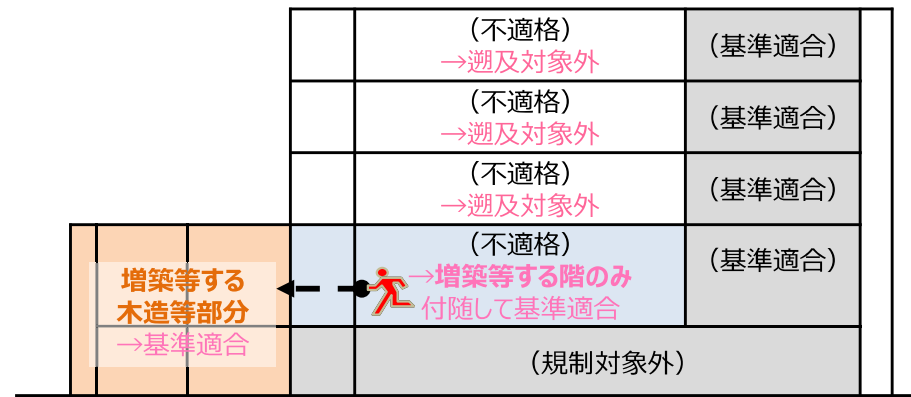 （不適格）
→遡及対象外
（基準適合）
（不適格）
→遡及対象外
（基準適合）
（不適格）
→遡及対象外
（基準適合）
（不適格）
→増築等する階のみ
付随して基準適合
（基準適合）
増築等する
木造等部分
→基準適合
（規制対象外）